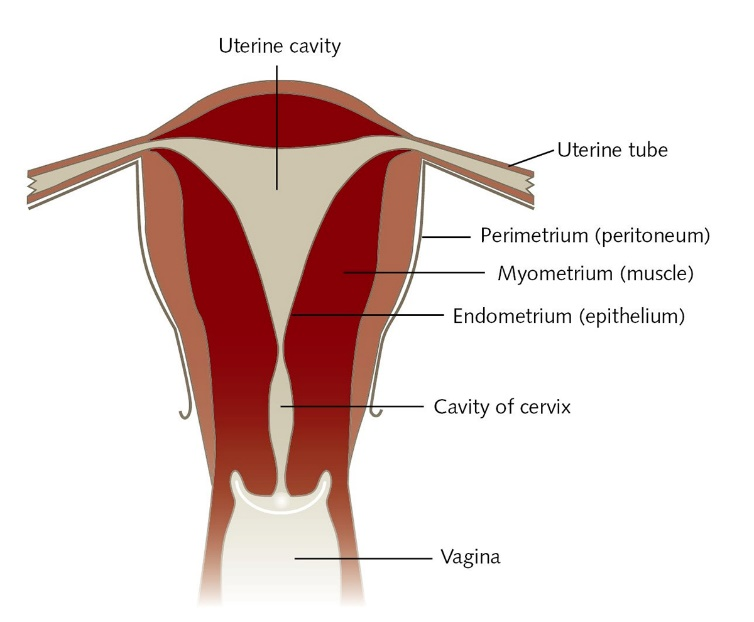 Uterine cavity
Uterine tube
Perimetrium (peritoneum)
Myometrium (muscle)
Endometrium (epithelium)
Cavity of cervix
Vagina